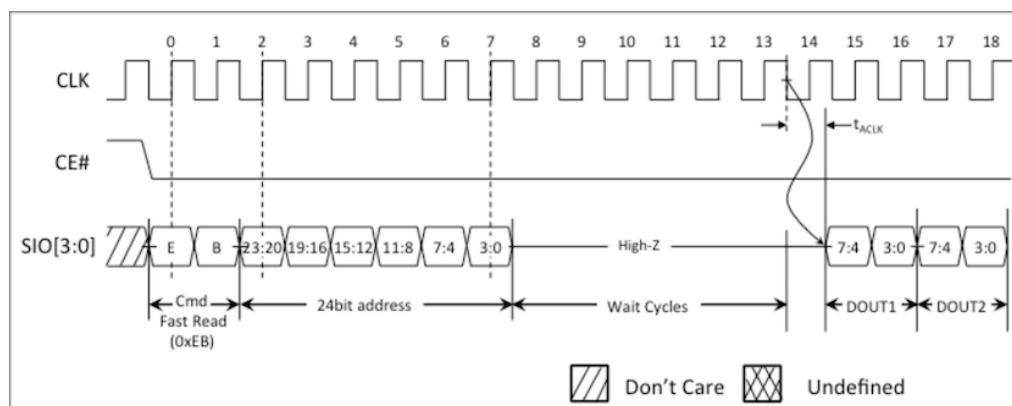 0 1 2 3 4 5 6 7 8 9 10 11 12 13 14 15 16 17 18
CLK
tACLK
CE#
SIO[3:0] E B 23:20 19:16 15:12 11:8 7:4 3:0 High-Z 7:4 3:0 7:4 3:0
Cmd 24bit address Wait Cycles DOUT1 DOUT2
Fast Read
(0xEB)
Don't Care Undefined